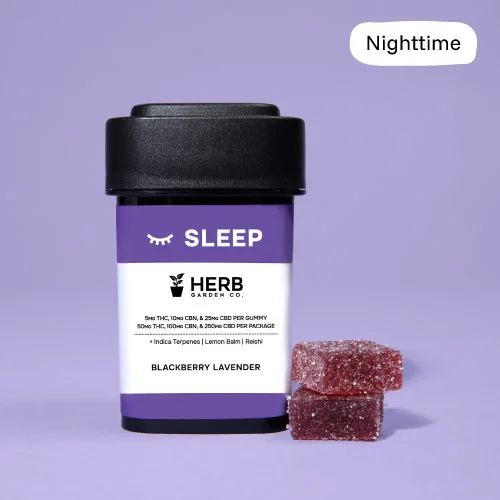 Nighttime
SLEEP
HERB
GARDEN CO.
5MG THC, 10MG CBN, & 25MG CBD PER GUMMY
50MG THC, 100MG CBN, & 250MG CBD PER PACKAGE
+ Indica Terpenes | Lemon Balm | Reishi
BLACKBERRY LAVENDER